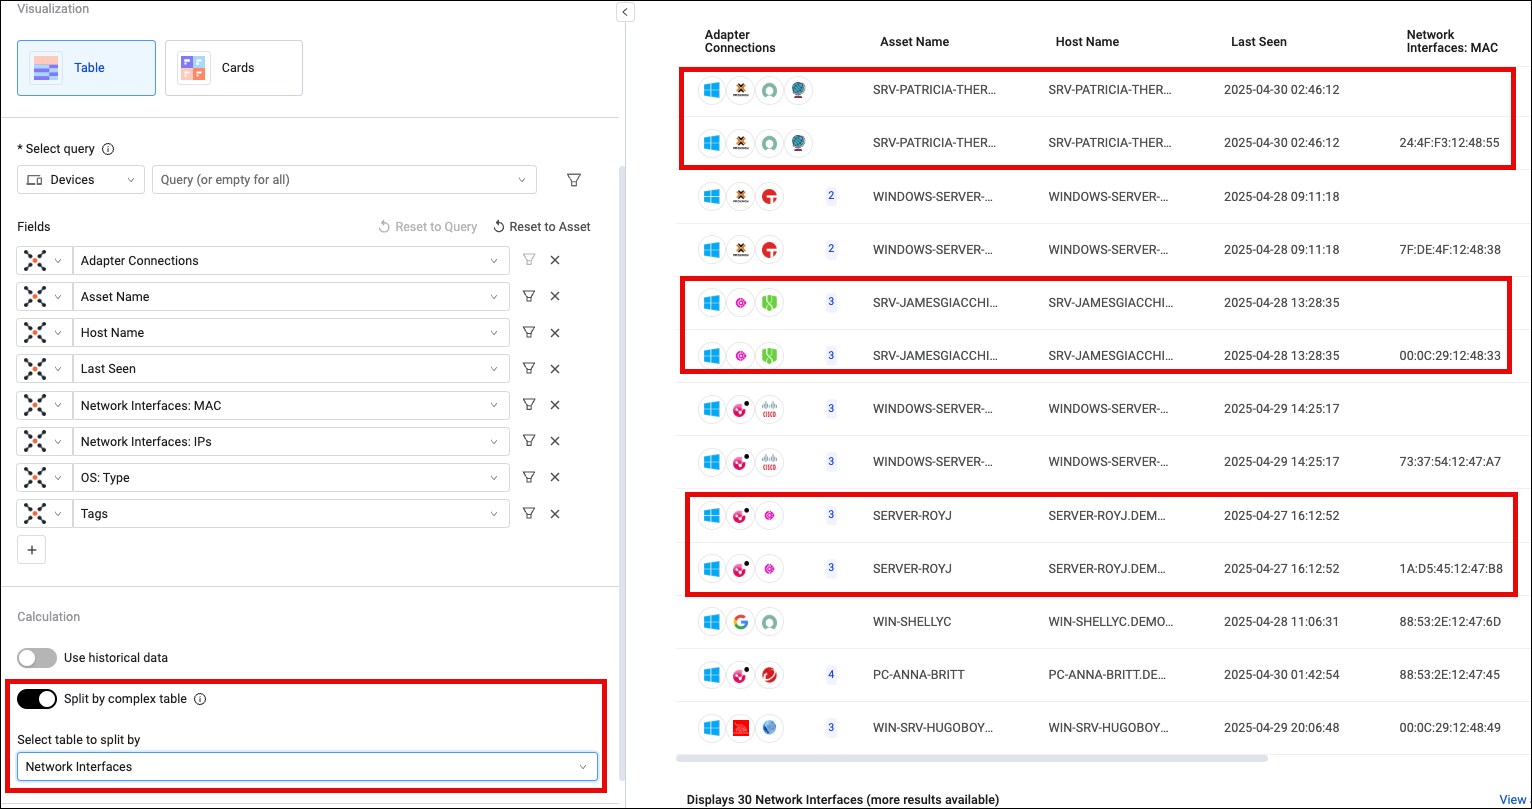 Visualization
Table
Cards
* Select query
Devices
Query (or empty for all)
Fields
Reset to Query
Reset to Asset
Adapter Connections
Asset Name
Host Name
Last Seen
Network Interfaces: MAC
Network Interfaces: IPs
OS: Type
Tags
+
Calculation
Use historical data
Split by complex table
Select table to split by
Network Interfaces
Adapter Connections Asset Name Host Name Last Seen Network Interfaces: MAC
SRV-PATRICIA-THER... SRV-PATRICIA-THER... 2025-04-30 02:46:12
SRV-PATRICIA-THER... SRV-PATRICIA-THER... 2025-04-30 02:46:12 24:4F:F3:12:48:55
2 WINDOWS-SERVER-... WINDOWS-SERVER-... 2025-04-28 09:11:18
2 WINDOWS-SERVER-... WINDOWS-SERVER-... 2025-04-28 09:11:18 7F:DE:4F:12:48:38
3 SRV-JAMESGIACCHI... SRV-JAMESGIACCHI... 2025-04-28 13:28:35
3 SRV-JAMESGIACCHI... SRV-JAMESGIACCHI... 2025-04-28 13:28:35 00:0C:29:12:48:33
CISCO 3 WINDOWS-SERVER-... WINDOWS-SERVER-... 2025-04-29 14:25:17
CISCO 3 WINDOWS-SERVER-... WINDOWS-SERVER-... 2025-04-29 14:25:17 73:37:54:12:47:A7
3 SERVER-ROYJ SERVER-ROYJ.DEM... 2025-04-27 16:12:52
3 SERVER-ROYJ SERVER-ROYJ.DEM... 2025-04-27 16:12:52 1A:D5:45:12:47:B8
WIN-SHELLYC WIN-SHELLYC.DEMO... 2025-04-28 11:06:31 88:53:2E:12:47:6D
4 PC-ANNA-BRITT PC-ANNA-BRITT.DE... 2025-04-30 01:42:54 88:53:2E:12:47:45
3 WIN-SRV-HUGOBOY... WIN-SRV-HUGOBOY... 2025-04-29 20:06:48 00:0C:29:12:48:49
Displays 30 Network Interfaces (more results available) View